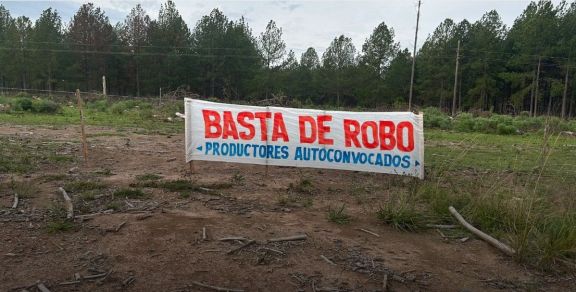 BASTA DE ROBO
PRODUCTORES AUTOCONVOCADOS